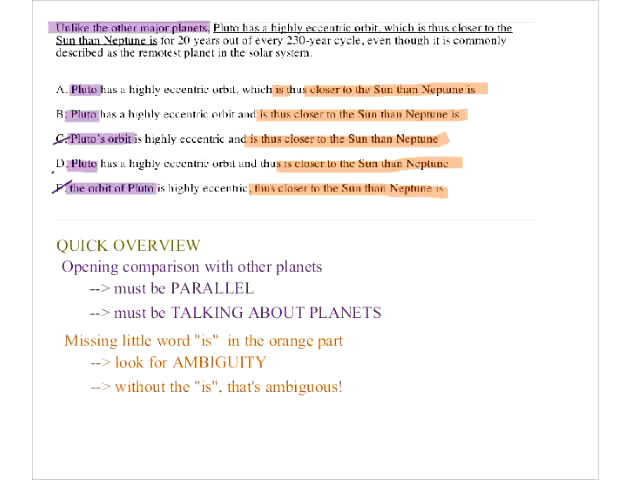 Unlike the other major planets, Pluto has a highly eccentric orbit, which is thus closer to the
Sun than Neptune is for 20 years out of every 230-year cycle, even though it is commonly
described as the remotest planet in the solar system.
A. Pluto has a highly eccentric orbit, which is thus closer to the Sun than Neptune is
B. Pluto has a highly eccentric orbit and is thus closer to the Sun than Neptune is
C. Pluto's orbit is highly eccentric and is thus closer to the Sun than Neptune
D. Pluto has a highly eccentric orbit and thus is closer to the Sun than Neptune
the orbit of Pluto is highly eccentric, thus closer to the Sun than Neptune is
QUICK OVERVIEW
Opening comparison with other planets
--> must be PARALLEL
--> must be TALKING ABOUT PLANETS
Missing little word "is" in the orange part
--> look for AMBIGUITY
--> without the "is", that's ambiguous!